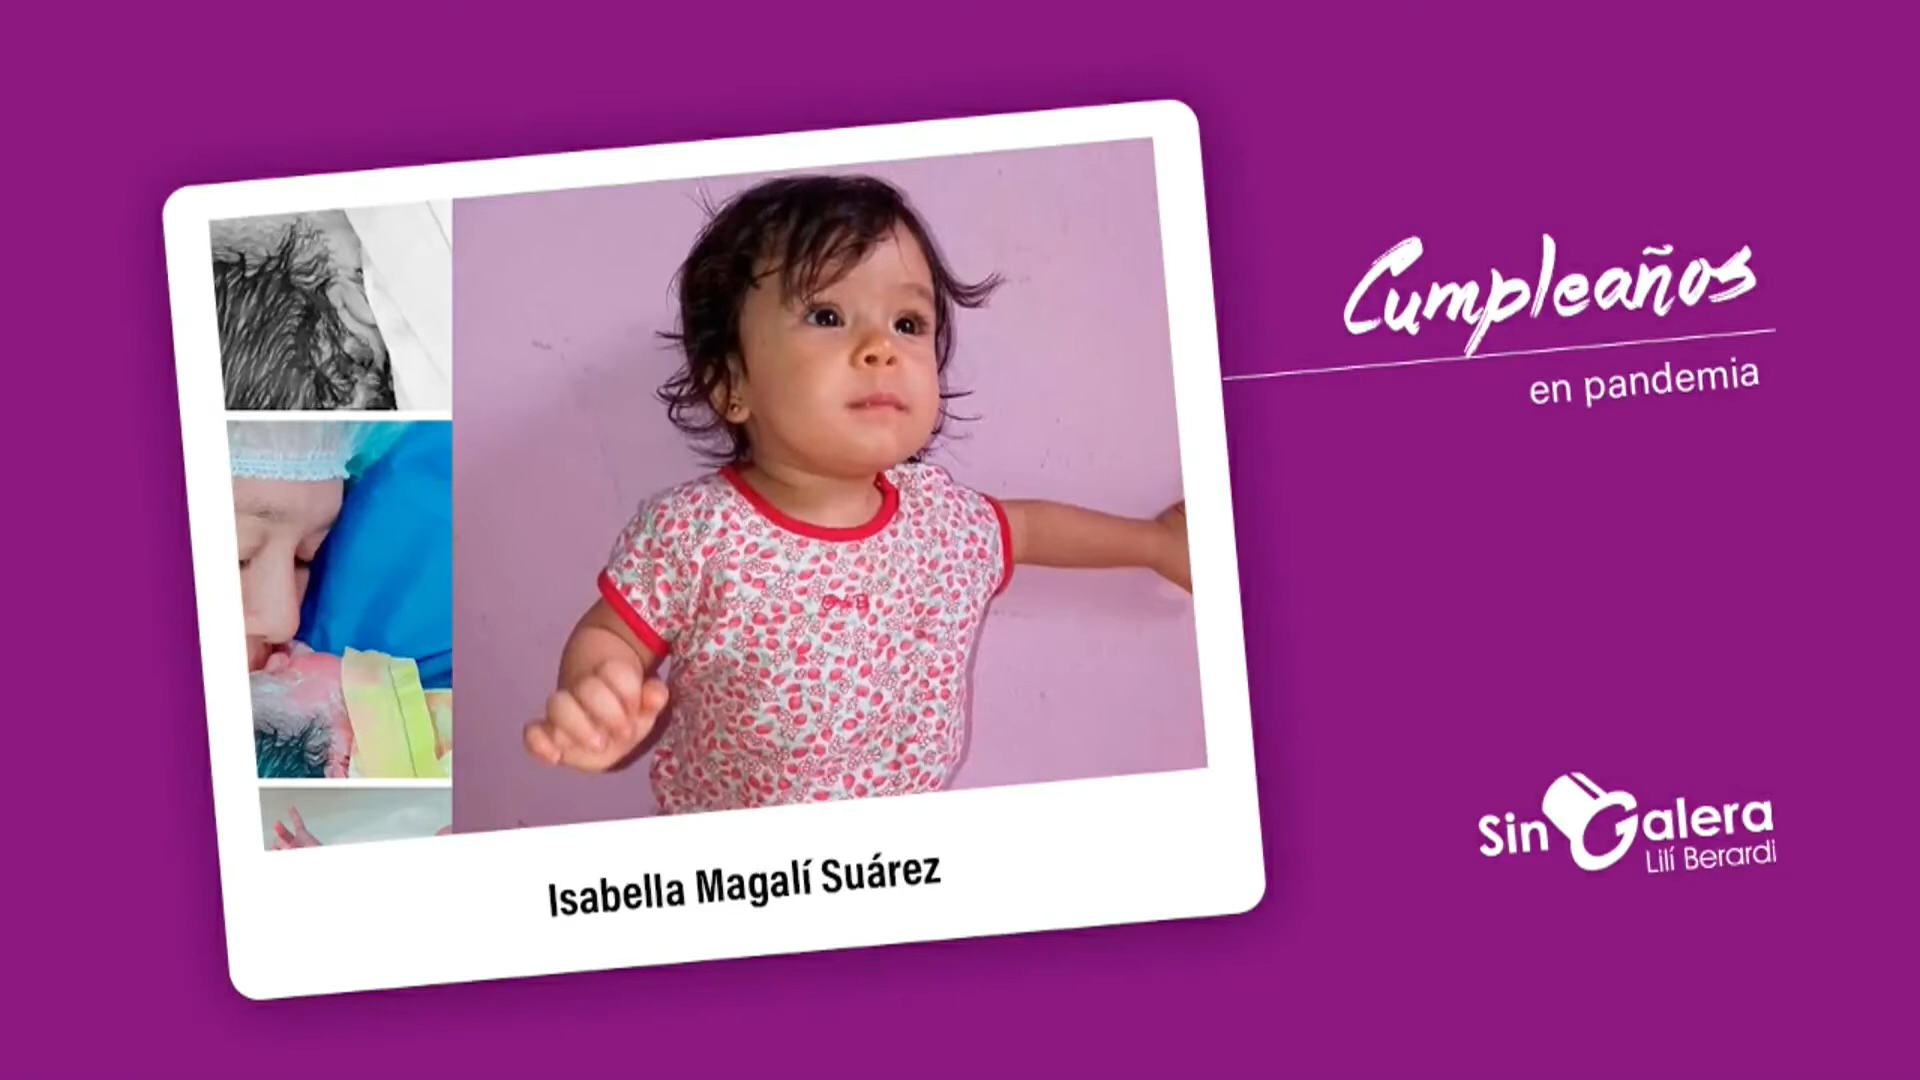 Cumpleaños
en pandemia
Isabella Magalí Suárez
Sin Galera
Lilí Berardi